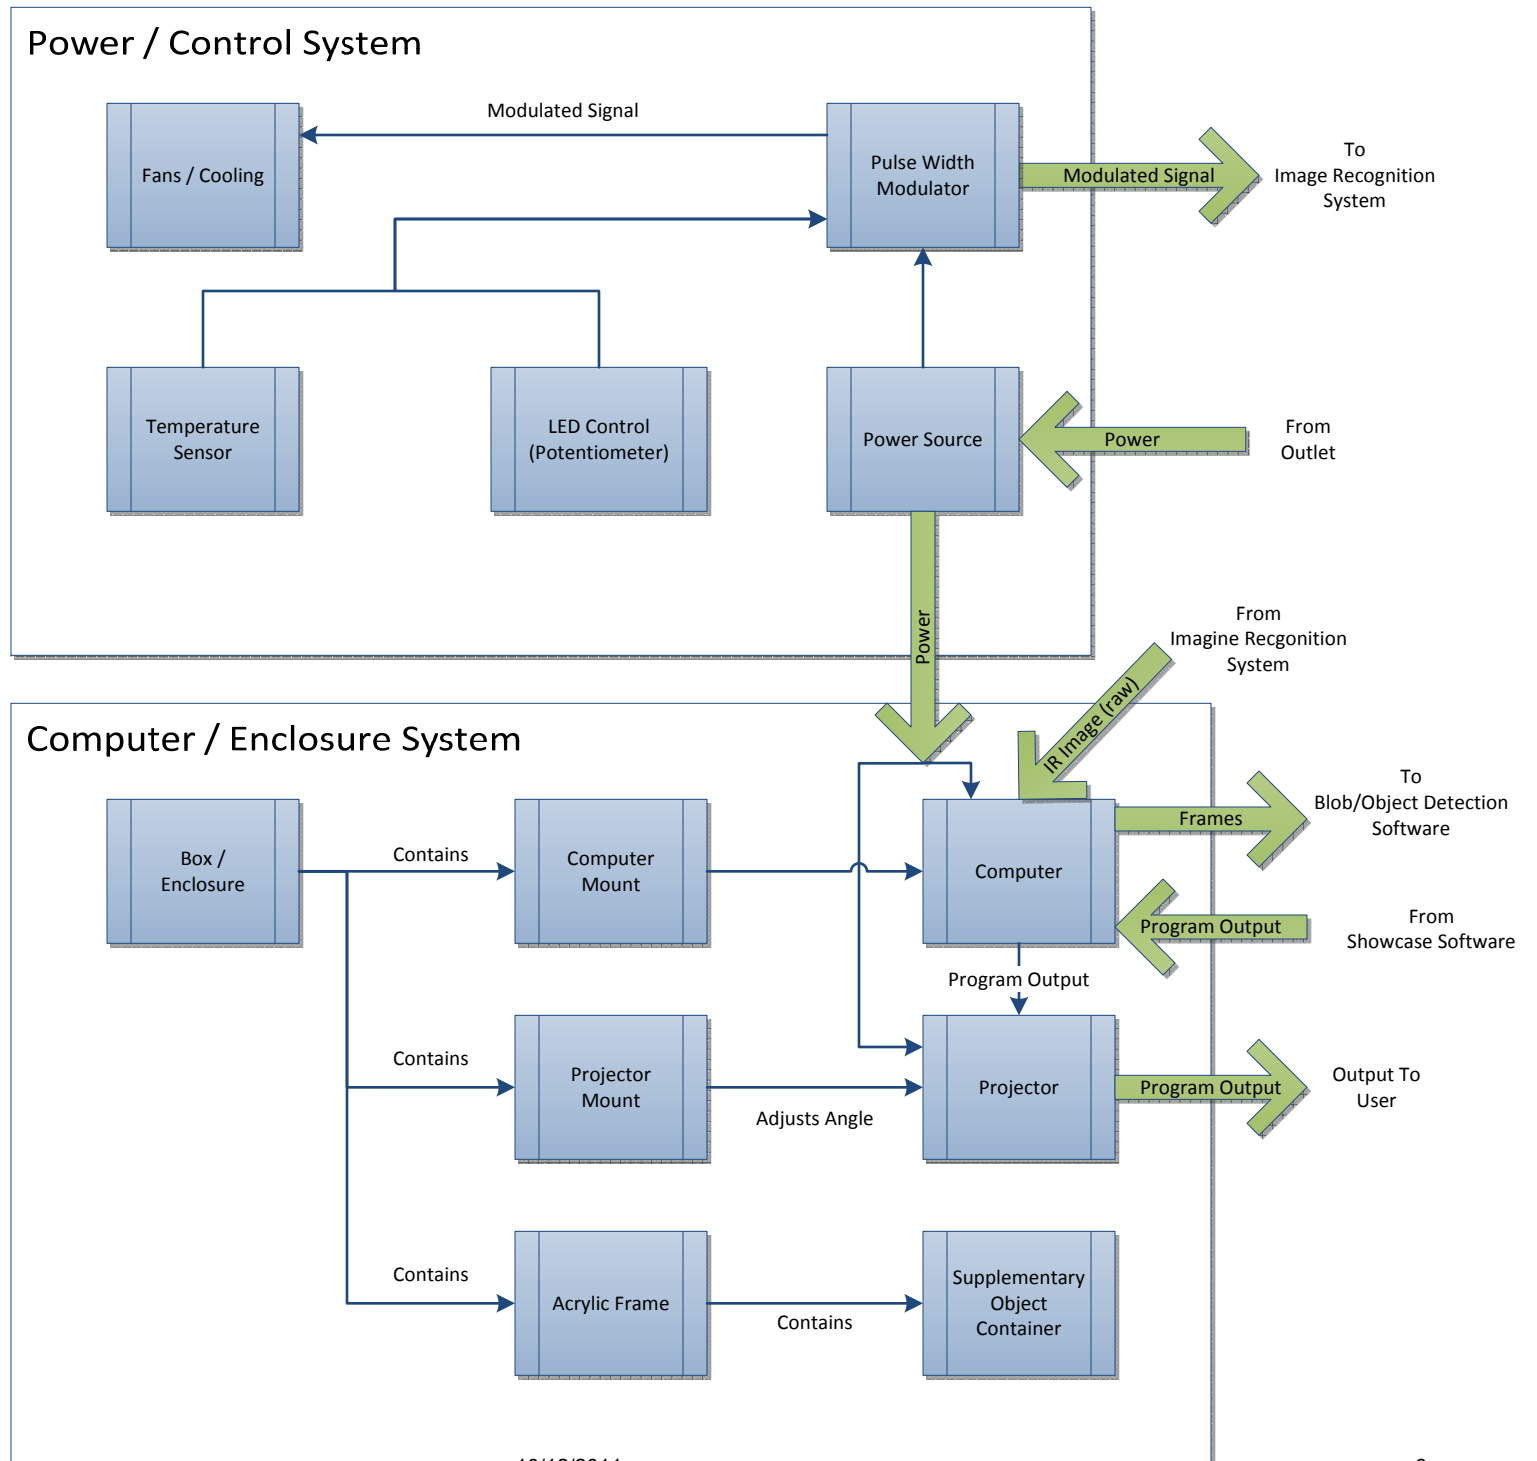 Power / Control System
Modulated Signal
Fans / Cooling
Pulse Width
Modulator
Modulated Signal
To
Image Recognition
System
Temperature
Sensor
LED Control
(Potentiometer)
Power Source
Power
From
Outlet
Power
From
Imagine Recgonition
System
IR Image (raw)
Computer / Enclosure System
Box /
Enclosure
Contains
Computer
Mount
Computer
Frames
To
Blob/Object Detection
Software
Program Output
From
Showcase Software
Program Output
Contains
Projector
Mount
Adjusts Angle
Projector
Program Output
Output To
User
Contains
Acrylic Frame
Contains
Supplementary
Object
Container